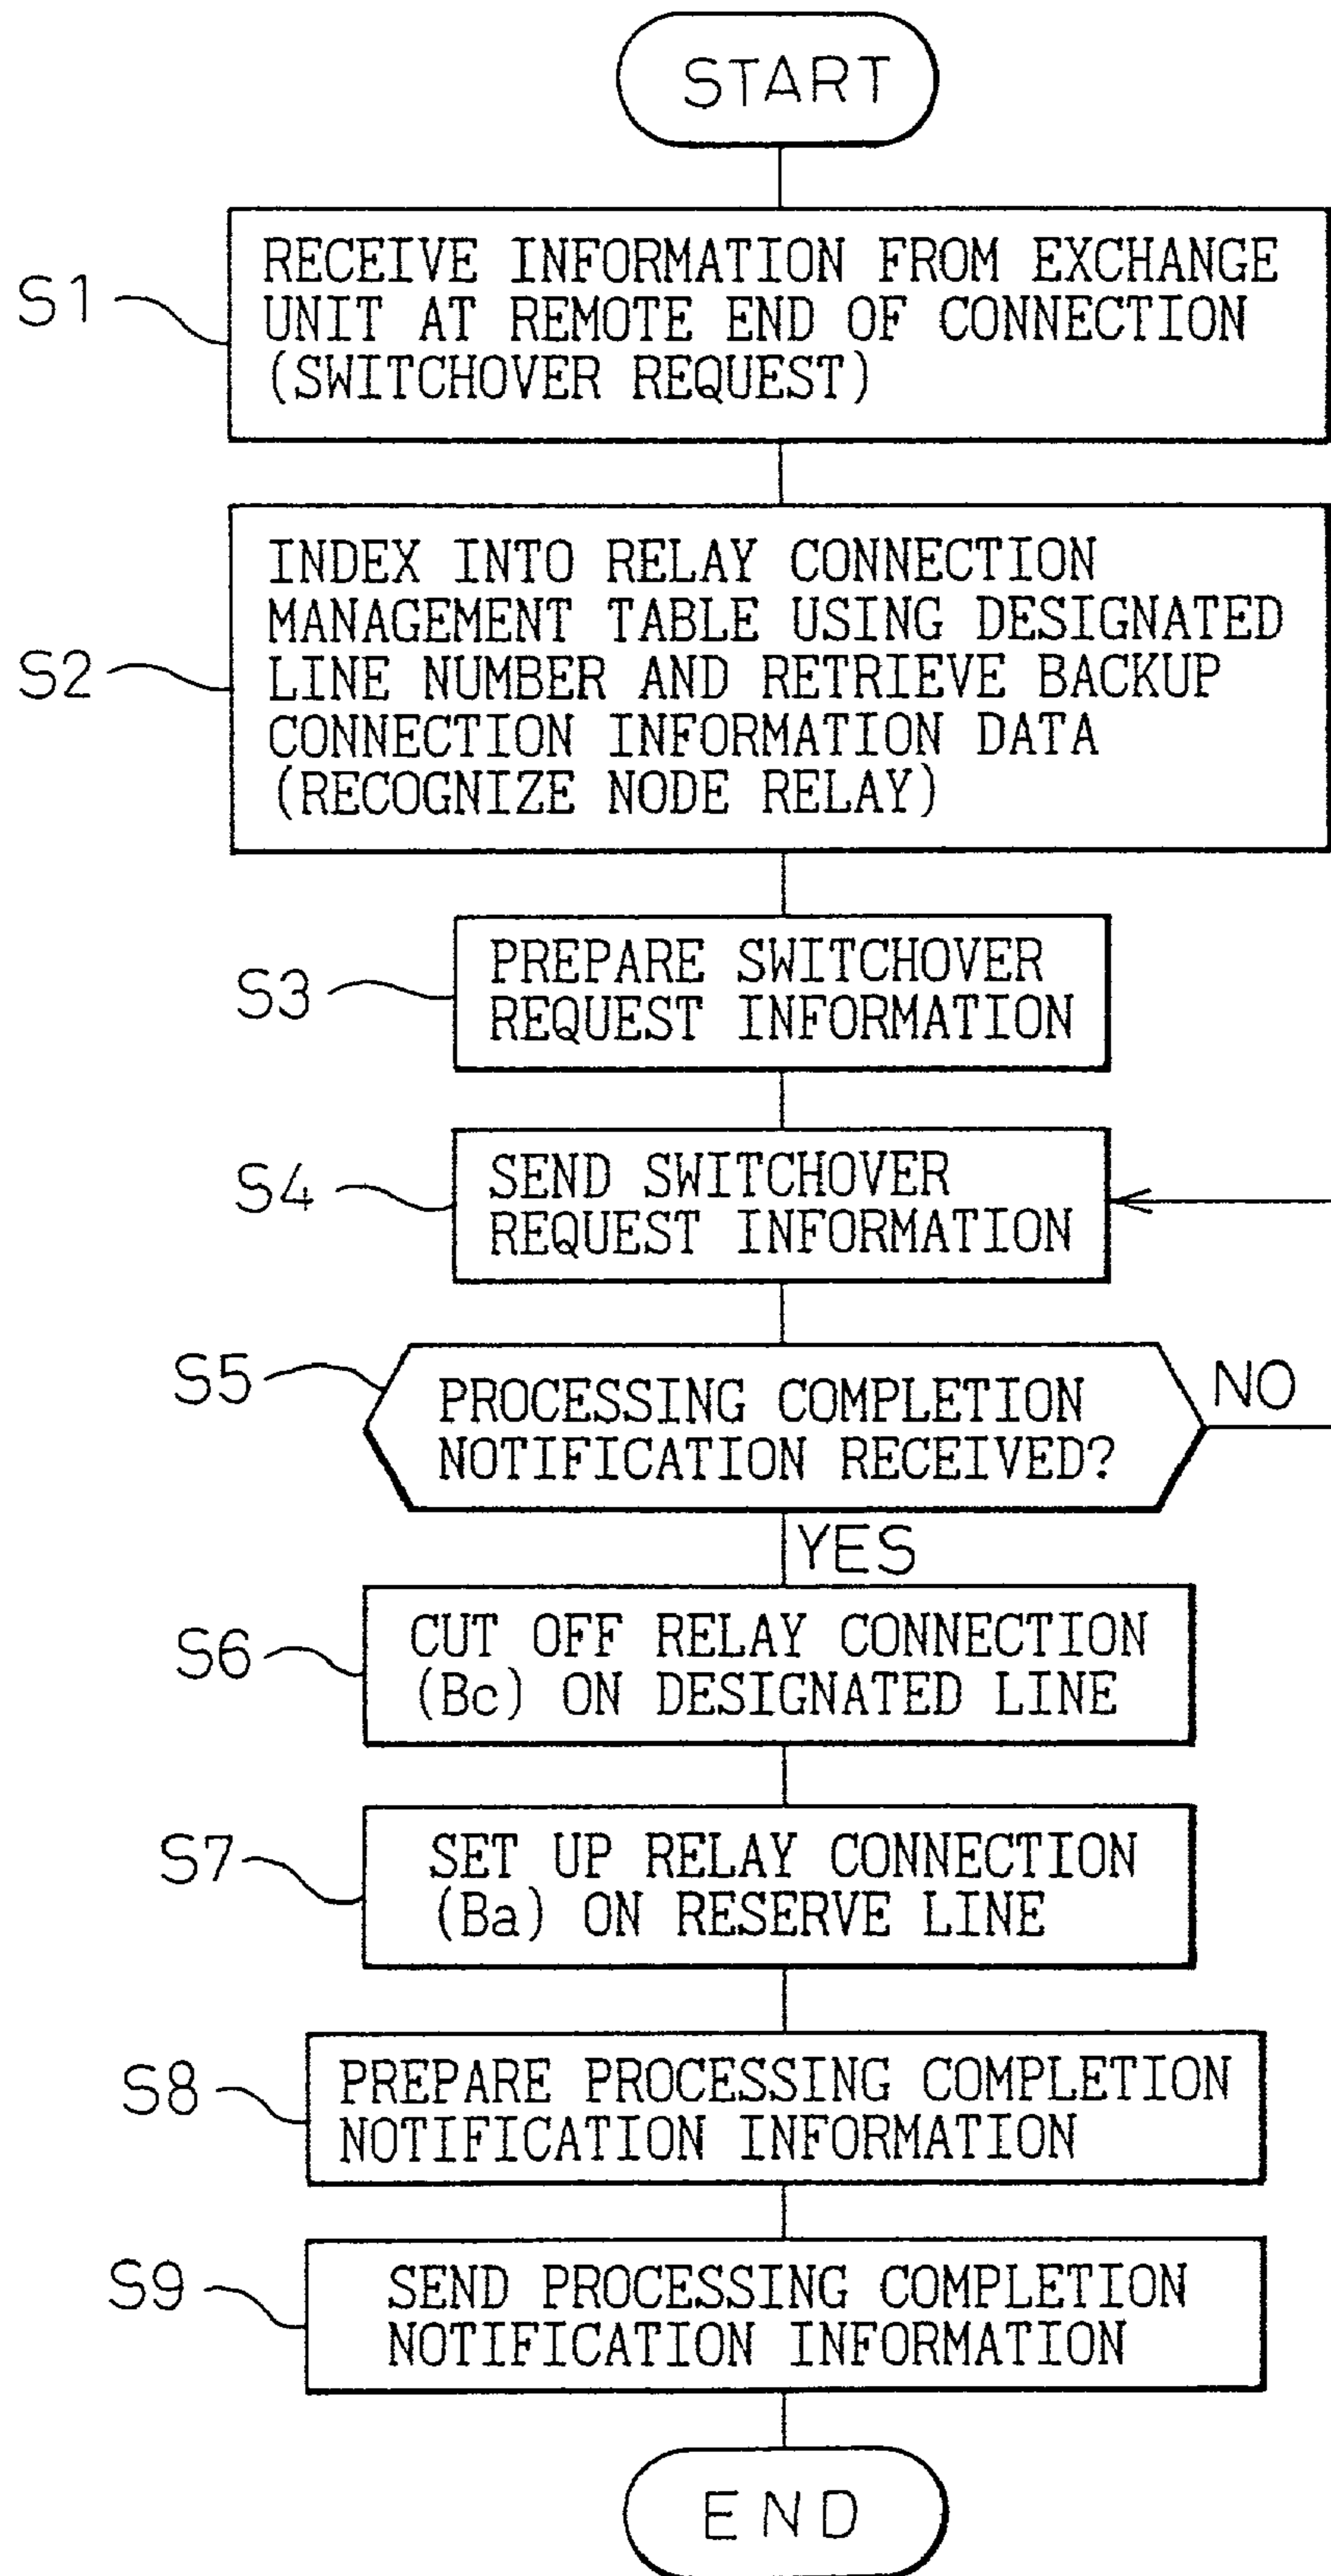 START
S1
RECEIVE INFORMATION FROM EXCHANGE
UNIT AT REMOTE END OF CONNECTION
(SWITCHOVER REQUEST)
S2
INDEX INTO RELAY CONNECTION
MANAGEMENT TABLE USING DESIGNATED
LINE NUMBER AND RETRIEVE BACKUP
CONNECTION INFORMATION DATA
(RECOGNIZE NODE RELAY)
S3
PREPARE SWITCHOVER
REQUEST INFORMATION
S4
SEND SWITCHOVER
REQUEST INFORMATION
S5
PROCESSING COMPLETION
NOTIFICATION RECEIVED?
NO
YES
S6
CUT OFF RELAY CONNECTION
(Bc) ON DESIGNATED LINE
S7
SET UP RELAY CONNECTION
(Ba) ON RESERVE LINE
S8
PREPARE PROCESSING COMPLETION
NOTIFICATION INFORMATION
S9
SEND PROCESSING COMPLETION
NOTIFICATION INFORMATION
END